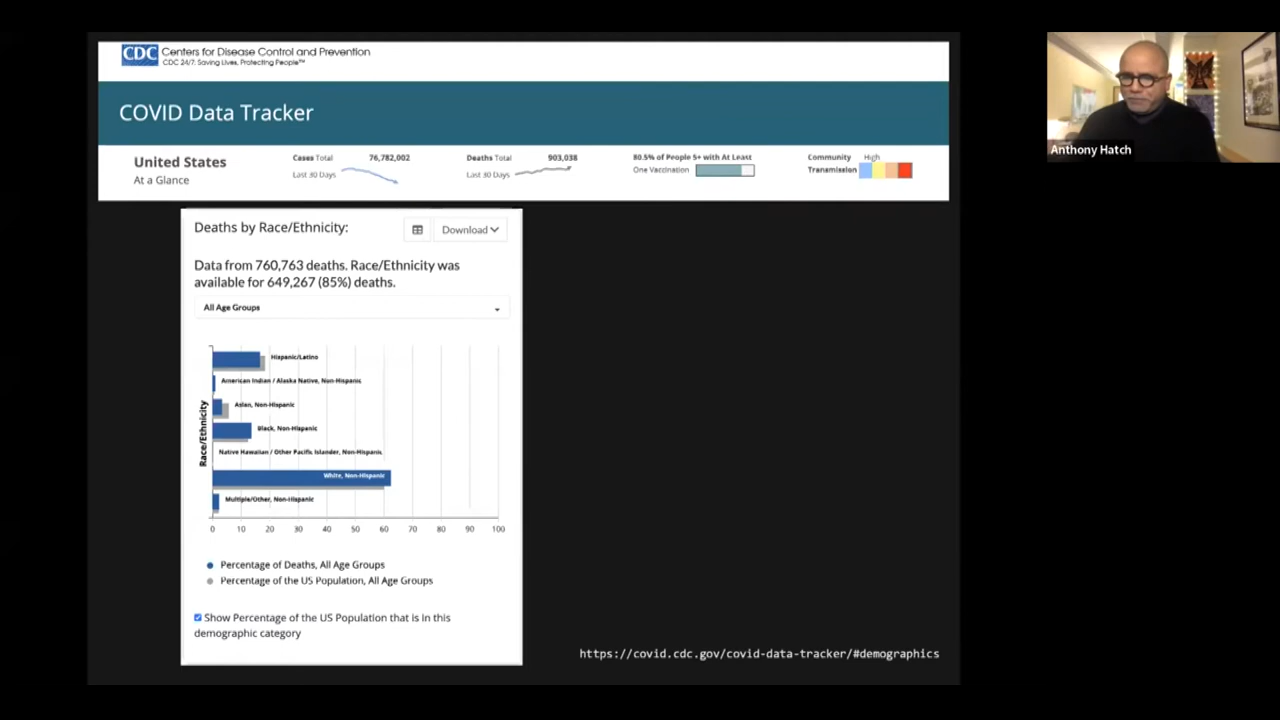 CDC Centers for Disease Control and Prevention
CDC 24/7: Saving Lives, Protecting People™
COVID Data Tracker
United States
At a Glance
Cases Total 76,782,002
Last 30 Days
Deaths Total 903,038
Last 30 Days
80.5% of People 5+ with At Least
One Vaccination
Community High
Transmission
Deaths by Race/Ethnicity:
Download
Data from 760,763 deaths. Race/Ethnicity was
available for 649,267 (85%) deaths.
All Age Groups
Race/Ethnicity
Hispanic/Latino
American Indian / Alaska Native, Non-Hispanic
Asian, Non-Hispanic
Black, Non-Hispanic
Native Hawaiian / Other Pacific Islander, Non-Hispanic
White, Non-Hispanic
Multiple/Other, Non-Hispanic
0 10 20 30 40 50 60 70 80 90 100
Percentage of Deaths, All Age Groups
Percentage of the US Population, All Age Groups
Show Percentage of the US Population that is in this
demographic category
https://covid.cdc.gov/covid-data-tracker/#demographics
Anthony Hatch